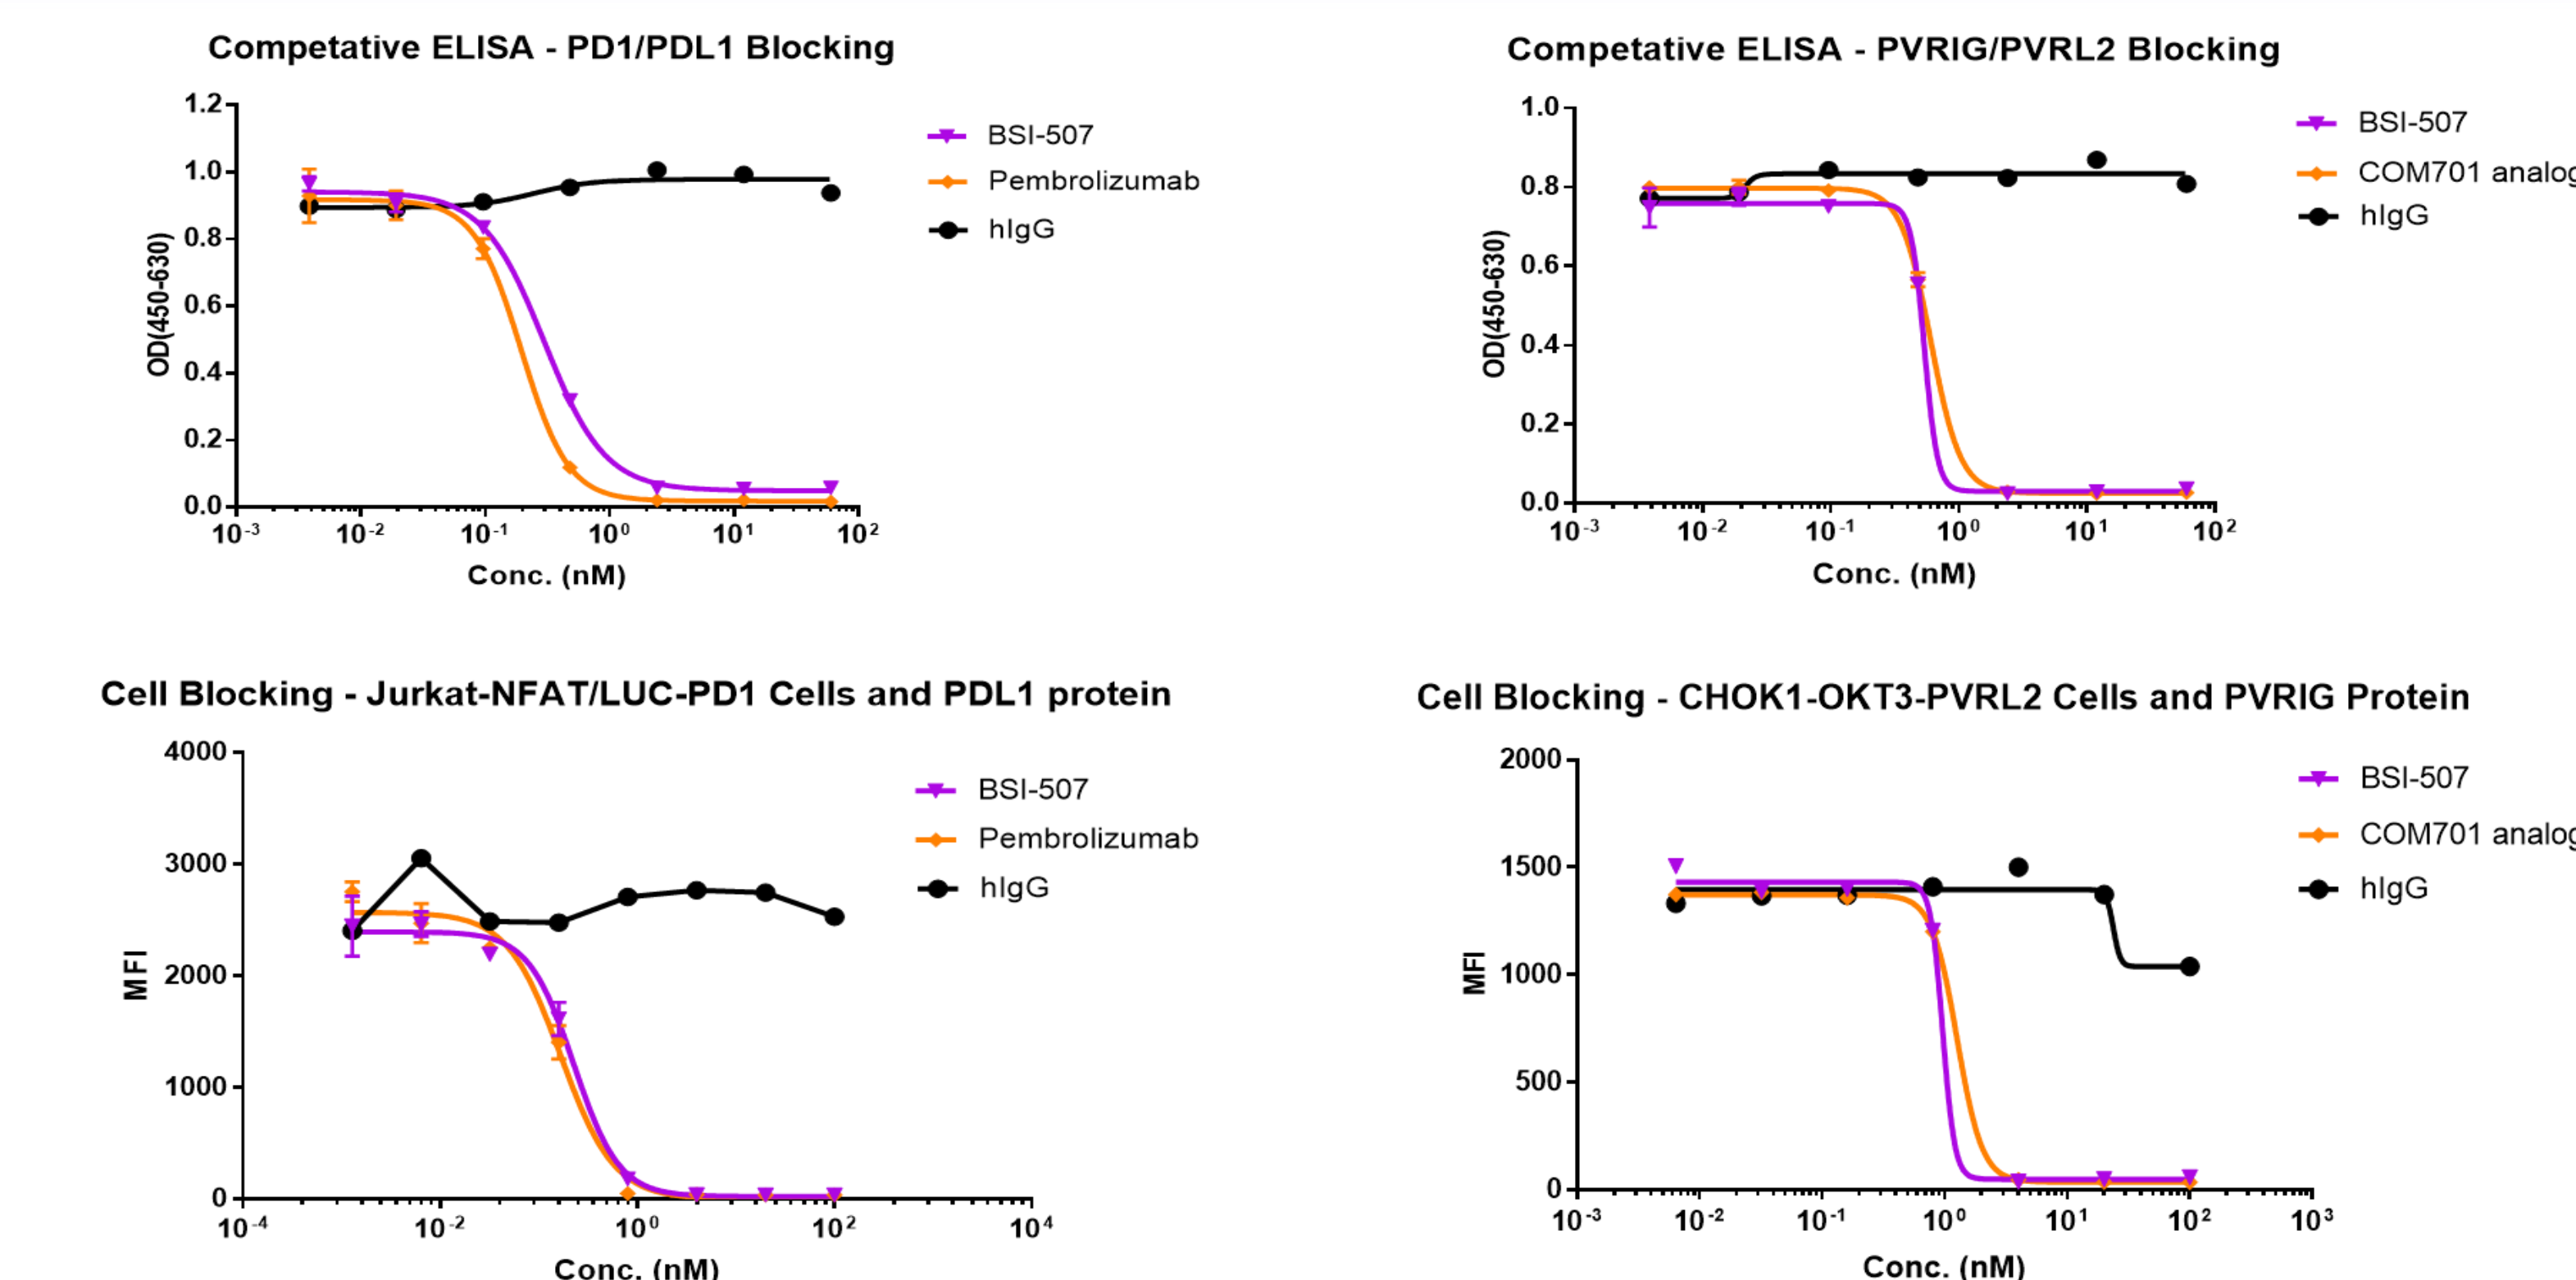 Competative ELISA - PD1/PDL1 Blocking
1.2
1.0
0.8
0.6
0.4
0.2
0.0
OD(450-630)
10-3 10-2 10-1 100 101 102
Conc. (nM)
BSI-507
Pembrolizumab
hIgG
Competative ELISA - PVRIG/PVRL2 Blocking
1.0
0.8
0.6
0.4
0.2
0.0
OD(450-630)
10-3 10-2 10-1 100 101 102
Conc. (nM)
BSI-507
COM701 analog
hIgG
Cell Blocking - Jurkat-NFAT/LUC-PD1 Cells and PDL1 protein
4000
3000
2000
1000
0
MFI
10-4 10-2 100 102 104
Conc. (nM)
BSI-507
Pembrolizumab
hIgG
Cell Blocking - CHOK1-OKT3-PVRL2 Cells and PVRIG Protein
2000
1500
1000
500
0
MFI
10-3 10-2 10-1 100 101 102 103
Conc. (nM)
BSI-507
COM701 analog
hIgG